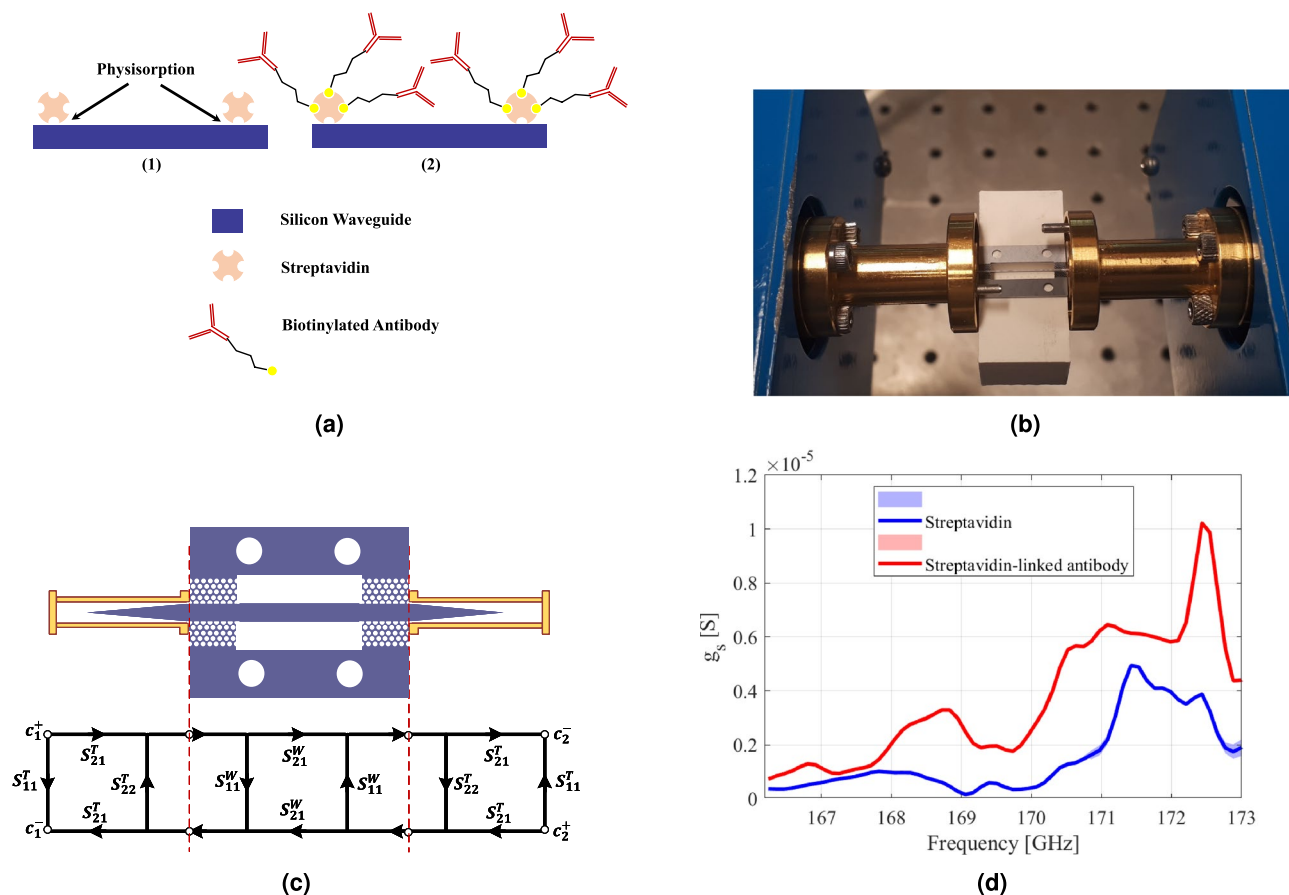 Physisorption
(1)
(2)
Silicon Waveguide
Streptavidin
Biotinylated Antibody
(a)
(b)
c₁⁺
S₂₁ᵀ
S₂₁ᵂ
S₂₁ᵀ
c₂⁻
S₁₁ᵀ
S₂₂ᵀ
S₁₁ᵂ
S₁₁ᵂ
S₂₂ᵀ
S₁₁ᵀ
c₁⁻
S₂₁ᵀ
S₂₁ᵂ
S₂₁ᵀ
c₂⁺
(c)
×10⁻⁵
1.2
1
0.8
0.6
0.4
0.2
0
gₛ [S]
Streptavidin
Streptavidin-linked antibody
167 168 169 170 171 172 173
Frequency [GHz]
(d)